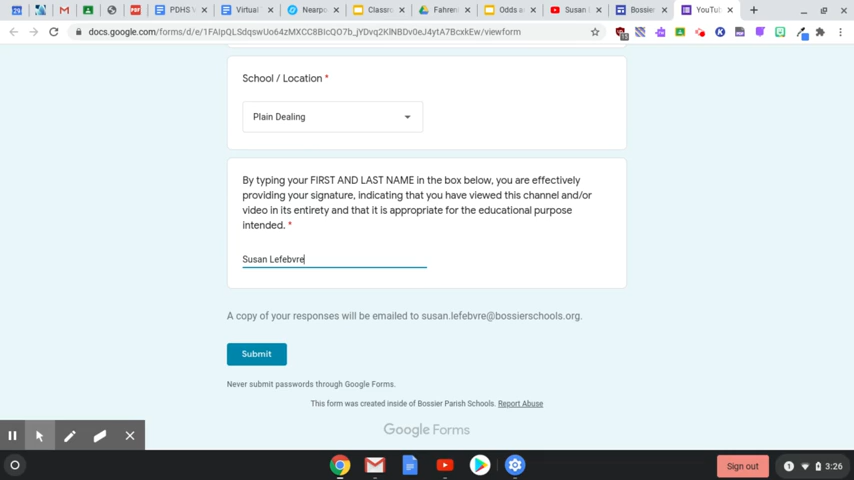 PDHS V
Virtual
Nearpo
Classro
Fahren
Odds a
Susan l
Bossier
YouTub
docs.google.com/forms/d/e/1FAIpQLSdqswUo64zMXCC8BIcQO7b_jYDvq2KlNBDv0eJ4ytA7BcxkEw/viewform
School / Location *
Plain Dealing
By typing your FIRST AND LAST NAME in the box below, you are effectively
providing your signature, indicating that you have viewed this channel and/or
video in its entirety and that it is appropriate for the educational purpose
intended. *
Susan Lefebvre
A copy of your responses will be emailed to susan.lefebvre@bossierschools.org.
Submit
Never submit passwords through Google Forms.
This form was created inside of Bossier Parish Schools. Report Abuse
Google Forms
Sign out
1
3:26